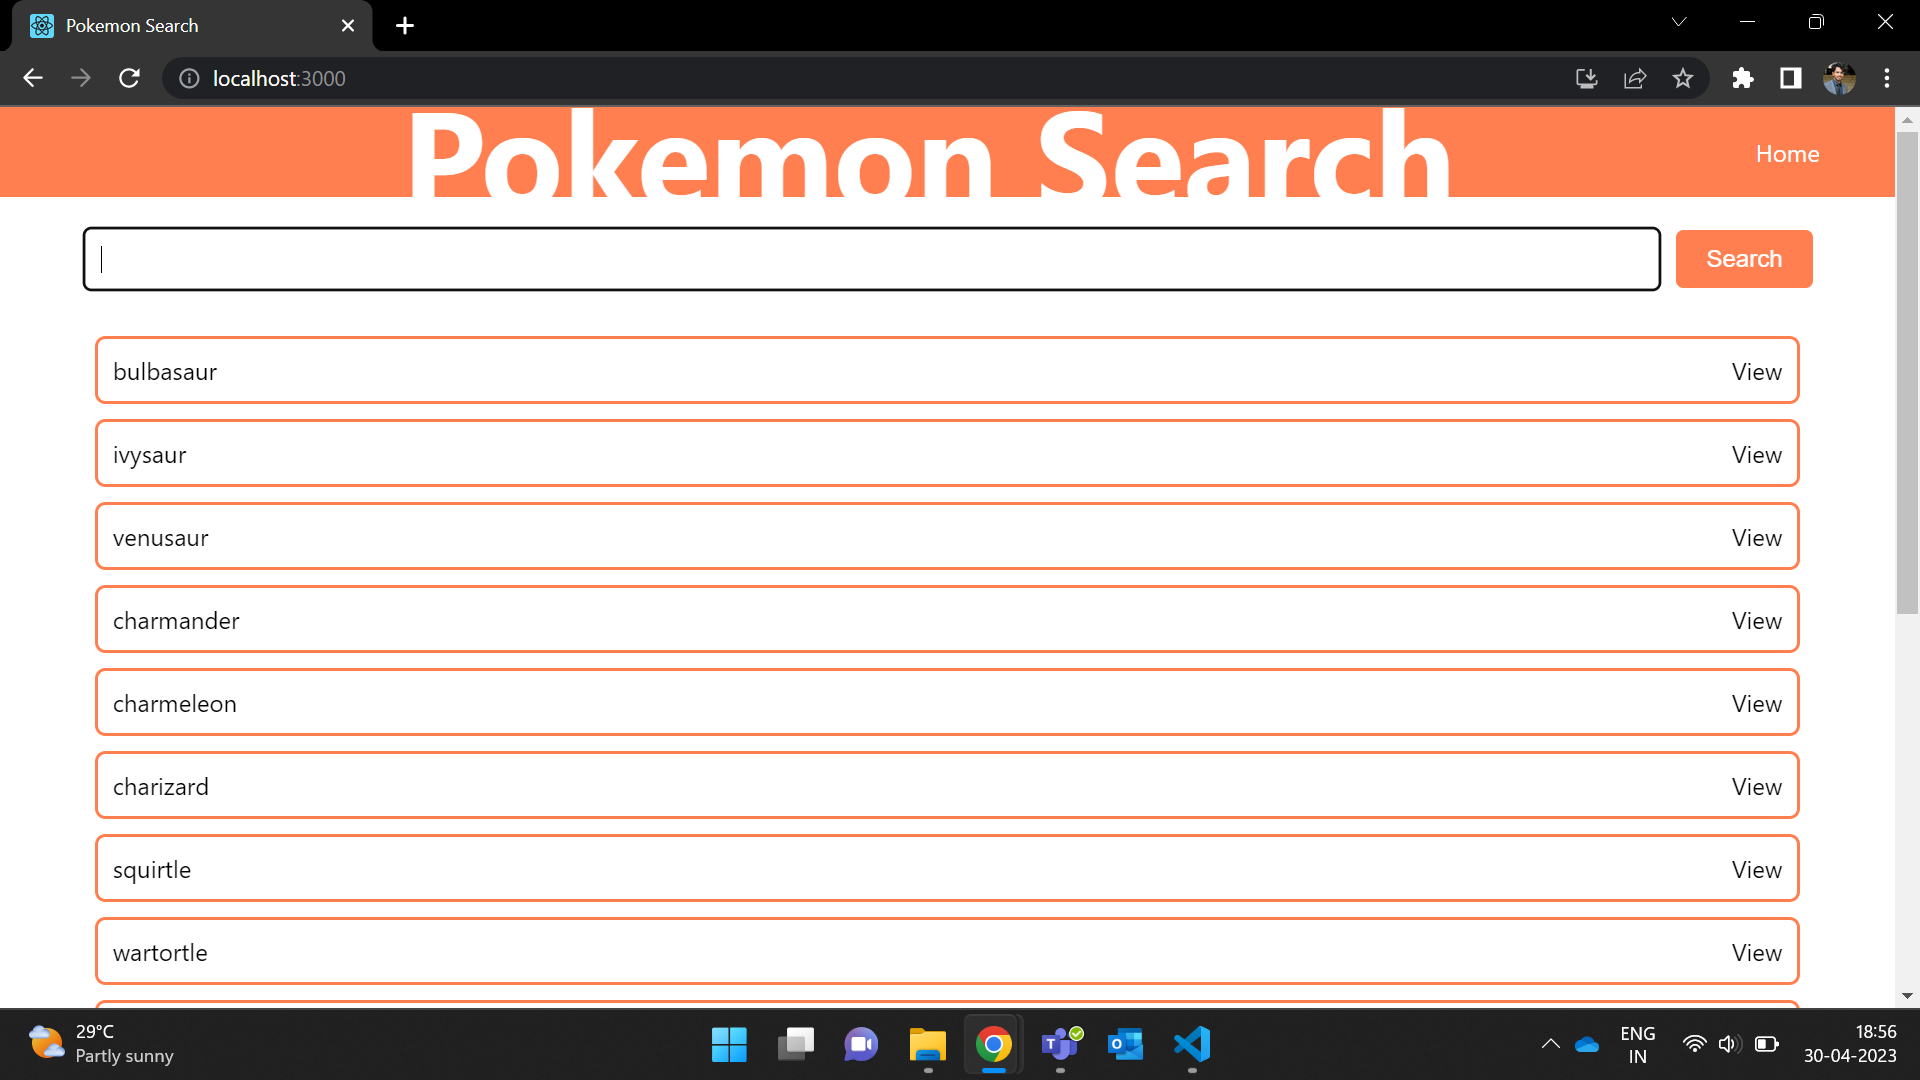 Pokemon Search
localhost:3000
Pokemon Search
Home
Search
bulbasaur View
ivysaur View
venusaur View
charmander View
charmeleon View
charizard View
squirtle View
wartortle View
29°C
Partly sunny
ENG
IN
18:56
30-04-2023